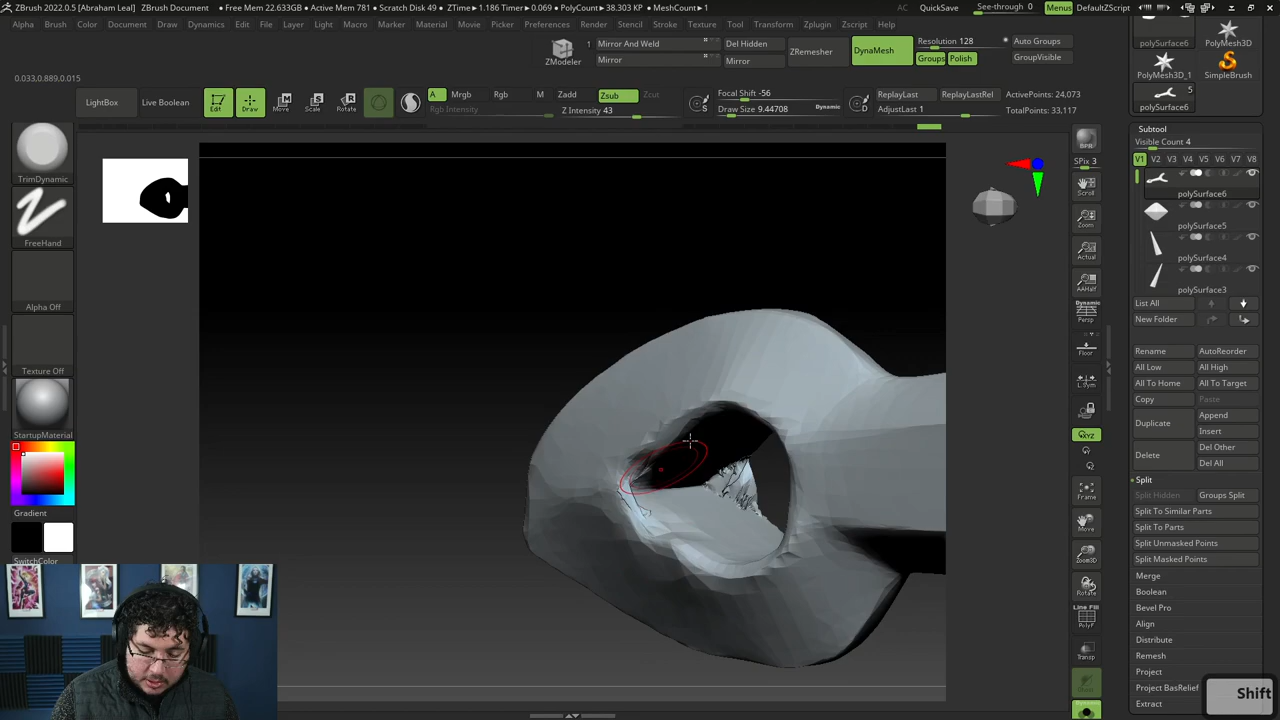 ZBrush 2022.0.5 [Abraham Leal] ZBrush Document • Free Mem 22.633GB • Active Mem 781 • Scratch Disk 49 • ZTime▸1.186 Timer▸0.069 • PolyCount▸38.303 KP • MeshCount▸1 AC QuickSave See-through 0 Menus DefaultZScript
Alpha Brush Color Document Draw Dynamics Edit File Layer Light Macro Marker Material Movie Picker Preferences Render Stencil Stroke Texture Tool Transform Zplugin Zscript Help
0.033,0.889,0.015
ZModeler 1 Mirror And Weld Mirror Del Hidden Mirror ZRemesher DynaMesh Resolution 128 Groups Polish Auto Groups GroupVisible
LightBox Live Boolean Edit Draw Move Scale Rotate A Mrgb Rgb M Zadd Zsub Zcut
Rgb Intensity Z Intensity 43
S Focal Shift -56 Draw Size 9.44708 Dynamic D ReplayLast ReplayLastRel AdjustLast 1 ActivePoints: 24,073 TotalPoints: 33,117
TrimDynamic
FreeHand
Alpha Off
Texture Off
StartupMaterial
Gradient
SwitchColor
BPR
SPix 3
Scroll
Zoom
Actual
AAHalf
Dynamic
Persp
Floor
L.Sym
XYZ
Frame
Move
Zoom3D
Rotate
Line Fill
PolyF
Transp
polySurface6 PolyMesh3D
PolyMesh3D_1 SimpleBrush
5
polySurface6
Subtool
Visible Count 4
V1 V2 V3 V4 V5 V6 V7 V8
polySurface6
polySurface5
polySurface4
polySurface3
List All
New Folder
Rename AutoReorder
All Low All High
All To Home All To Target
Copy Paste
Duplicate Append
Insert
Delete Del Other
Del All
Split
Split Hidden Groups Split
Split To Similar Parts
Split To Parts
Split Unmasked Points
Split Masked Points
Merge
Boolean
Bevel Pro
Align
Distribute
Remesh
Project
Project BasRelief
Extract
Shift